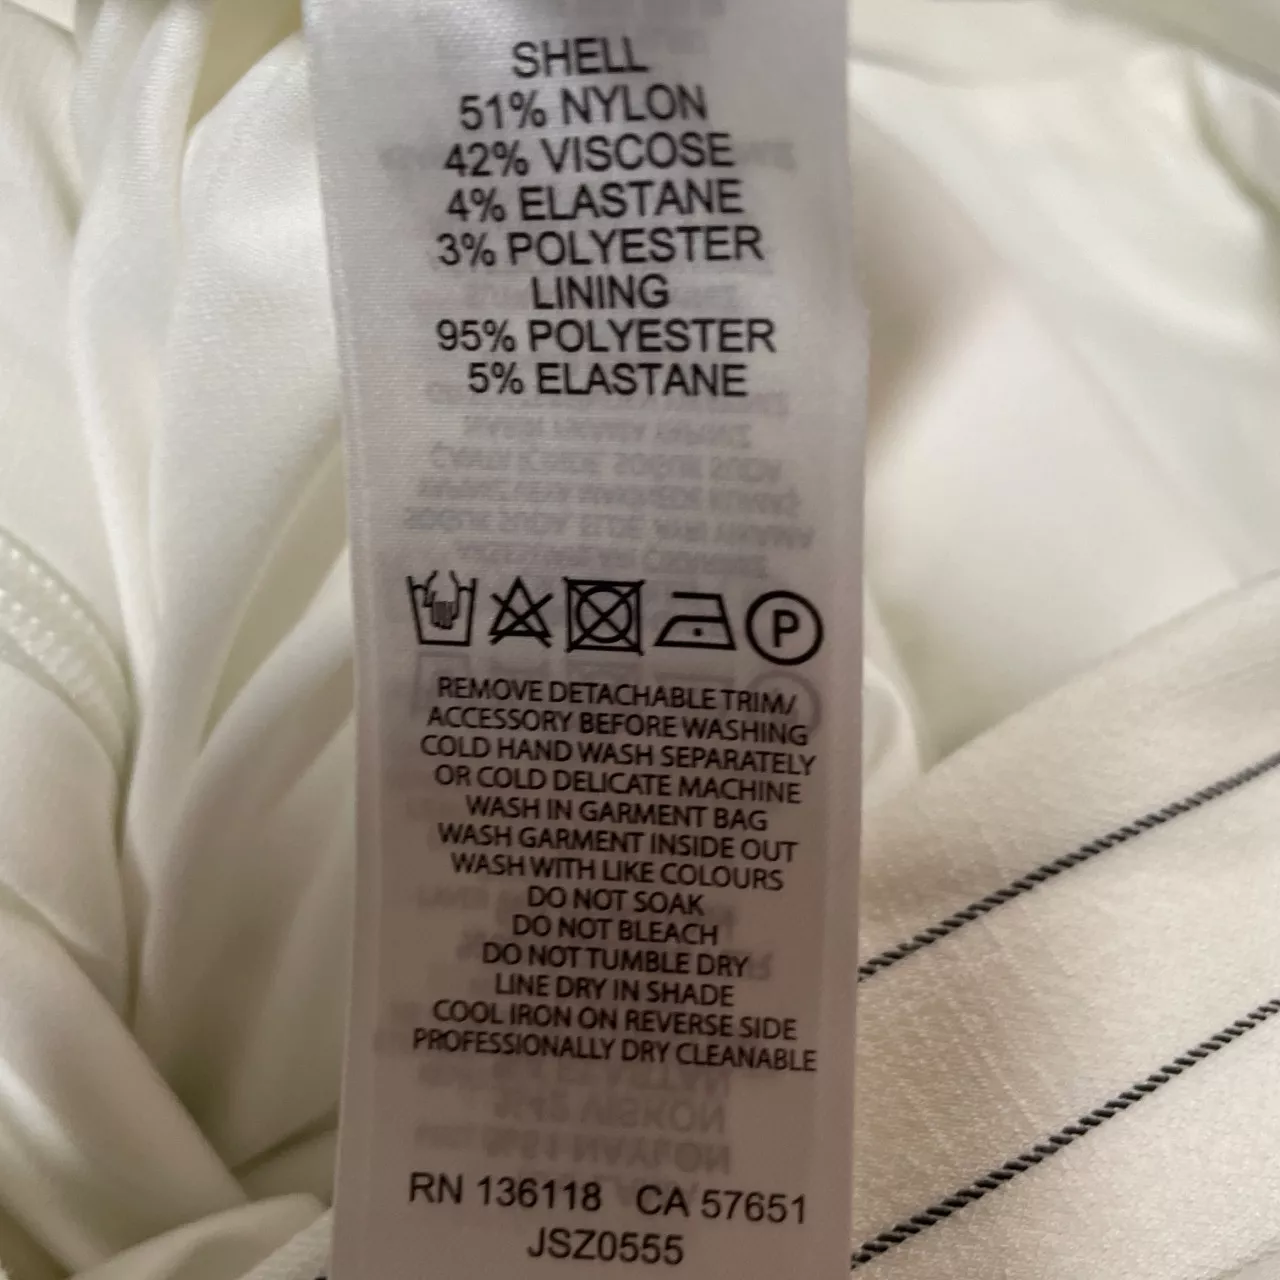 SHELL
51% NYLON
42% VISCOSE
4% ELASTANE
3% POLYESTER
LINING
95% POLYESTER
5% ELASTANE
P
REMOVE DETACHABLE TRIM/
ACCESSORY BEFORE WASHING
COLD HAND WASH SEPARATELY
OR COLD DELICATE MACHINE
WASH IN GARMENT BAG
WASH GARMENT INSIDE OUT
WASH WITH LIKE COLOURS
DO NOT SOAK
DO NOT BLEACH
DO NOT TUMBLE DRY
LINE DRY IN SHADE
COOL IRON ON REVERSE SIDE
PROFESSIONALLY DRY CLEANABLE
RN 136118 CA 57651
JSZ0555